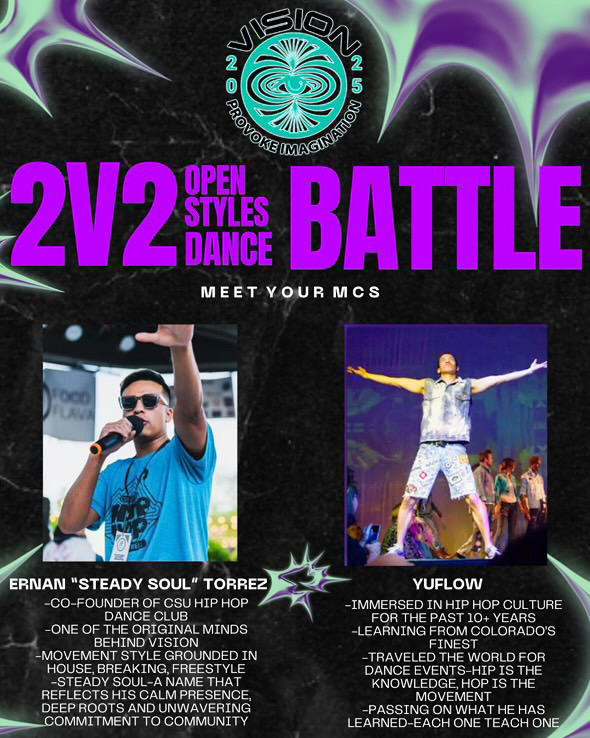 VISION
2025
PROVOKE IMAGINATION
2V2
OPEN
STYLES
DANCE
BATTLE
MEET YOUR MCS
FOOD
FLAVA
HIP
ERNAN “STEADY SOUL” TORREZ
-CO-FOUNDER OF CSU HIP HOP
DANCE CLUB
-ONE OF THE ORIGINAL MINDS
BEHIND VISION
-MOVEMENT STYLE GROUNDED IN
HOUSE, BREAKING, FREESTYLE
-STEADY SOUL-A NAME THAT
REFLECTS HIS CALM PRESENCE,
DEEP ROOTS AND UNWAVERING
COMMITMENT TO COMMUNITY
YUFLOW
-IMMERSED IN HIP HOP CULTURE
FOR THE PAST 10+ YEARS
-LEARNING FROM COLORADO'S
FINEST
-TRAVELED THE WORLD FOR
DANCE EVENTS-HIP IS THE
KNOWLEDGE, HOP IS THE
MOVEMENT
-PASSING ON WHAT HE HAS
LEARNED-EACH ONE TEACH ONE